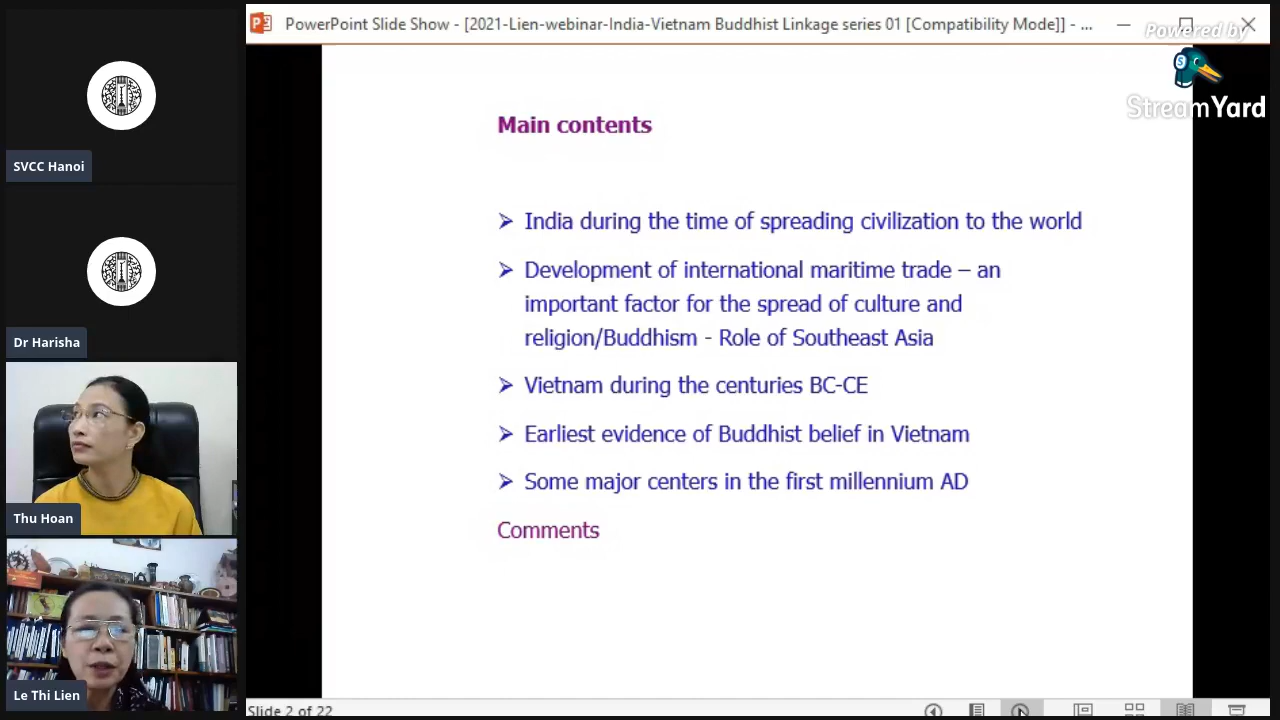 PowerPoint Slide Show - [2021-Lien-webinar-India-Vietnam Buddhist Linkage series 01 [Compatibility Mode]] - ...
Powered by
StreamYard
Main contents
➢ India during the time of spreading civilization to the world
➢ Development of international maritime trade – an
important factor for the spread of culture and
religion/Buddhism - Role of Southeast Asia
➢ Vietnam during the centuries BC-CE
➢ Earliest evidence of Buddhist belief in Vietnam
➢ Some major centers in the first millennium AD
Comments
Slide 2 of 22
SVCC Hanoi
Dr Harisha
Thu Hoan
Le Thi Lien